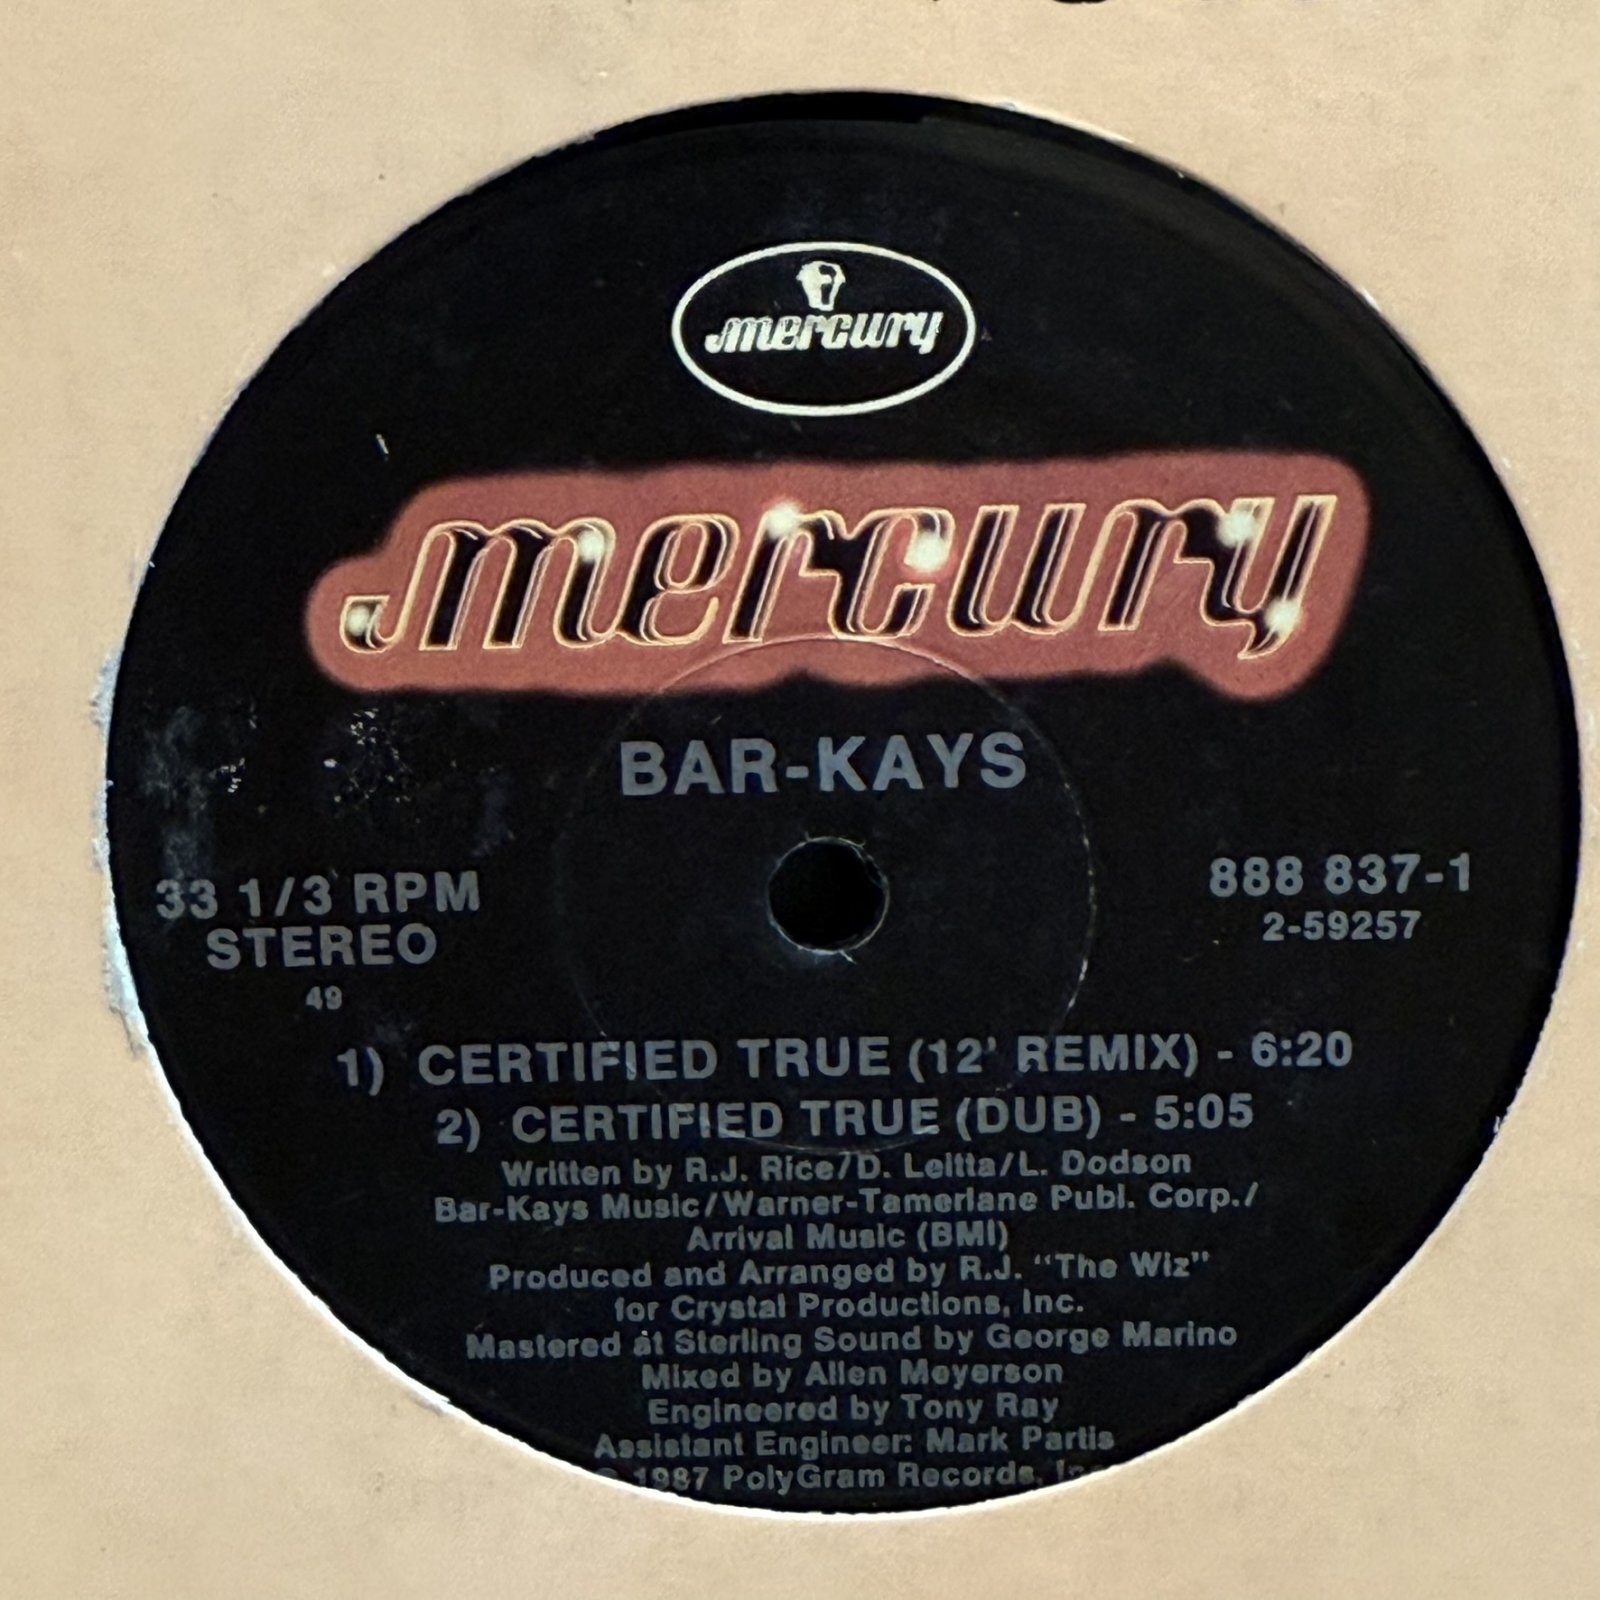 mercury
mercury
BAR-KAYS
33 1/3 RPM
STEREO
49
888 837-1
2-59257
1) CERTIFIED TRUE (12' REMIX) - 6:20
2) CERTIFIED TRUE (DUB) - 5:05
Written by R.J. Rice/D. Leitta/L. Dodson
Bar-Kays Music/Warner-Tamerlane Publ. Corp./
Arrival Music (BMI)
Produced and Arranged by R.J. "The Wiz"
for Crystal Productions, Inc.
Mastered at Sterling Sound by George Marino
Mixed by Allen Meyerson
Engineered by Tony Ray
Assistant Engineer: Mark Partis
1987 PolyGram Records,